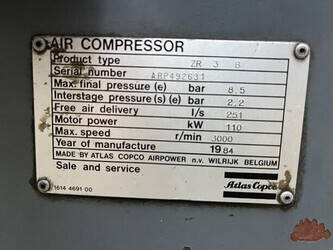 AIR COMPRESSOR
Product type ZR 3 B
Serial number ARP492631
Max final pressure (e) bar 8.5
Interstage pressure (e) bar 2.2
Free air delivery l/s 251
Motor power kW 110
Max. speed r/min 3000
Year of manufacture 1984
MADE BY ATLAS COPCO AIRPOWER n.v. WILRIJK BELGIUM
Sale and service
Atlas Copco
1614 4691 00